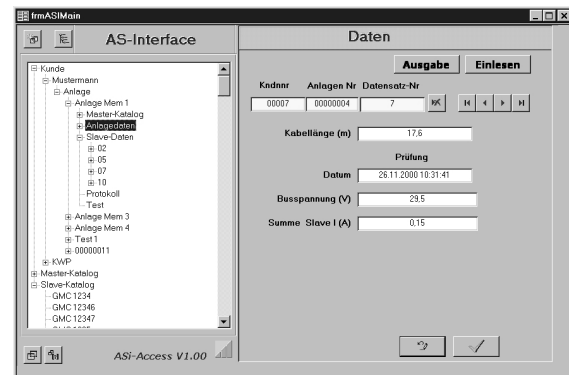 frmASIMain
AS-Interface
Kunde
Mustermann
Anlage
Anlage Mem 1
Master-Katalog
Anlagedaten
Slave-Daten
02
05
07
10
Protokoll
Test
Anlage Mem 3
Anlage Mem 4
Test 1
00000011
KWP
Master-Katalog
Slave-Katalog
GMC 1234
GMC 12346
GMC 12347
ASi-Access V1.00
Daten
Ausgabe Einlesen
Kndnnr Anlagen Nr Datensatz-Nr
00007 00000004 7
Kabellänge (m) 17,6
Prüfung
Datum 26.11.2000 10:31:41
Busspannung (V) 29,5
Summe Slave I (A) 0,15